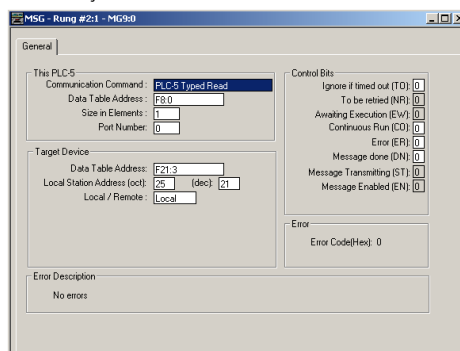 MSG - Rung #2:1 - MG9:0
General
This PLC-5
Communication Command : PLC-5 Typed Read
Data Table Address : F8:0
Size in Elements : 1
Port Number: 0
Target Device
Data Table Address: F21:3
Local Station Address (oct): 25 (dec): 21
Local / Remote : Local
Control Bits
Ignore if timed out (TO): 0
To be retried (NR): 0
Awaiting Execution (EW): 0
Continuous Run (CO): 0
Error (ER): 0
Message done (DN): 0
Message Transmitting (ST): 0
Message Enabled (EN): 0
Error
Error Code(Hex): 0
Error Description
No errors